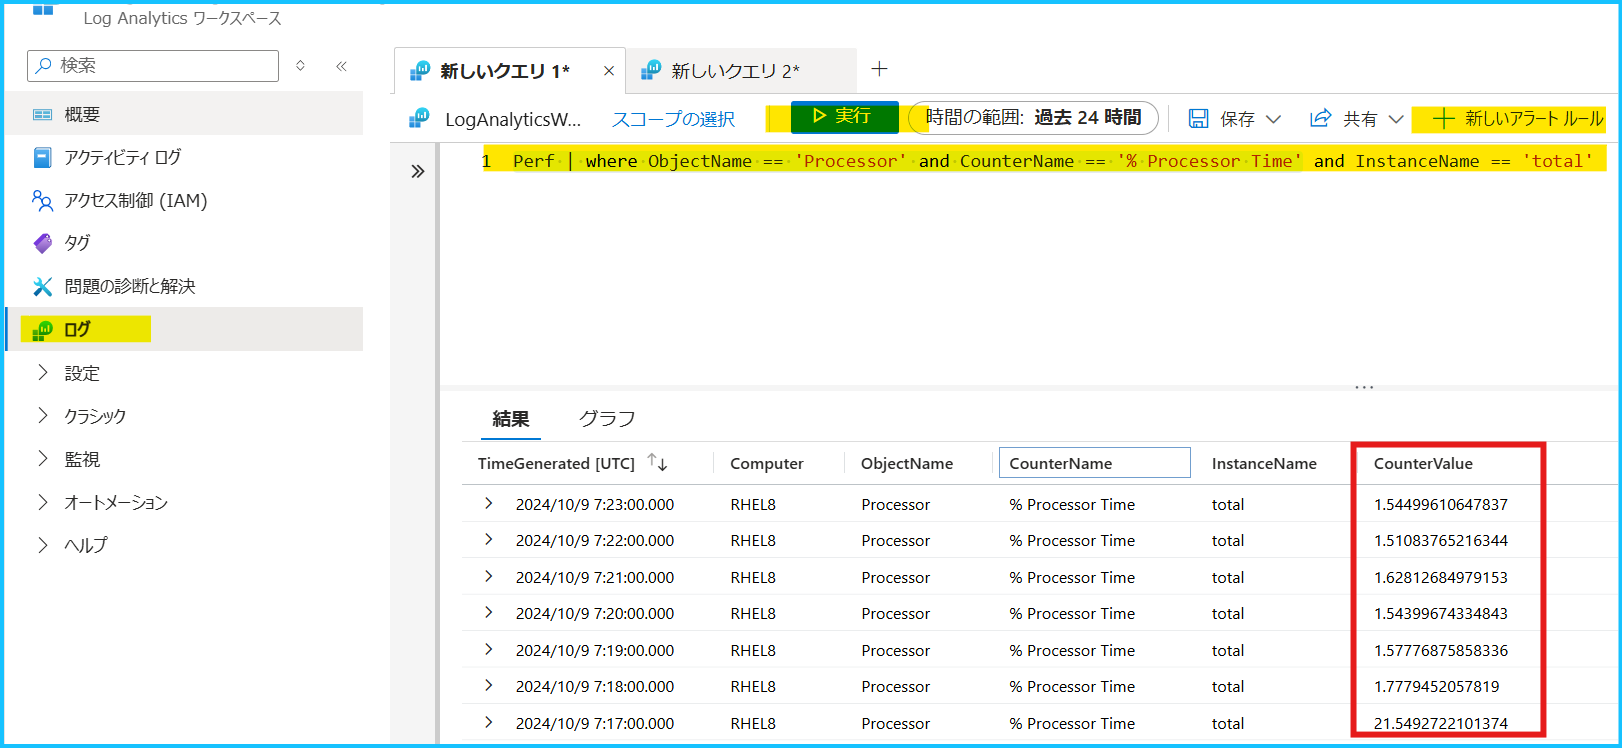 Log Analytics ワークスペース
検索
概要
アクティビティ ログ
アクセス制御 (IAM)
タグ
問題の診断と解決
ログ
設定
クラシック
監視
オートメーション
ヘルプ
新しいクエリ 1*
新しいクエリ 2*
LogAnalyticsW... スコープの選択 実行 時間の範囲: 過去 24 時間 保存 共有 新しいアラート ルール
1 Perf | where ObjectName == 'Processor' and CounterName == '% Processor Time' and InstanceName == 'total'
結果 グラフ
TimeGenerated [UTC] Computer ObjectName CounterName InstanceName CounterValue
2024/10/9 7:23:00.000 RHEL8 Processor % Processor Time total 1.54499610647837
2024/10/9 7:22:00.000 RHEL8 Processor % Processor Time total 1.51083765216344
2024/10/9 7:21:00.000 RHEL8 Processor % Processor Time total 1.62812684979153
2024/10/9 7:20:00.000 RHEL8 Processor % Processor Time total 1.54399674334843
2024/10/9 7:19:00.000 RHEL8 Processor % Processor Time total 1.57776875858336
2024/10/9 7:18:00.000 RHEL8 Processor % Processor Time total 1.7779452057819
2024/10/9 7:17:00.000 RHEL8 Processor % Processor Time total 21.5492722101374